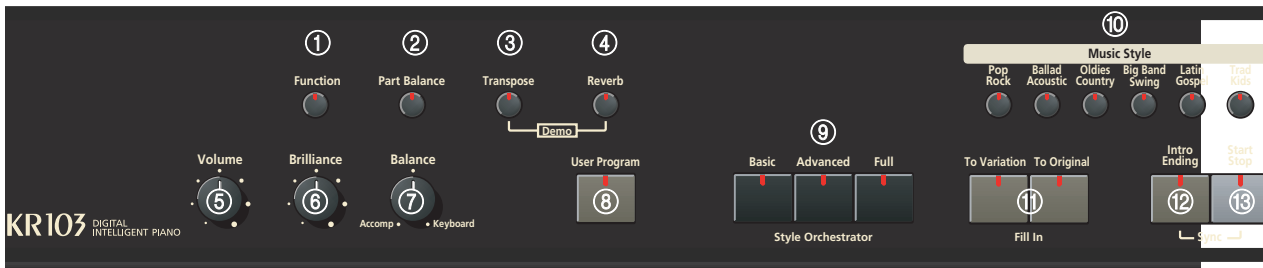 ① ② ③ ④ ⑩
Music Style
Function Part Balance Transpose Reverb
Pop Rock Ballad Acoustic Oldies Country Big Band Swing Latin Gospel Trad Kids
Demo
⑨
Volume Brilliance Balance User Program Basic Advanced Full To Variation To Original Intro Ending Start Stop
⑤ ⑥ ⑦ ⑧ ⑪ ⑫ ⑬
KR103 DIGITAL INTELLIGENT PIANO
Accomp Keyboard
Style Orchestrator Fill In Sync